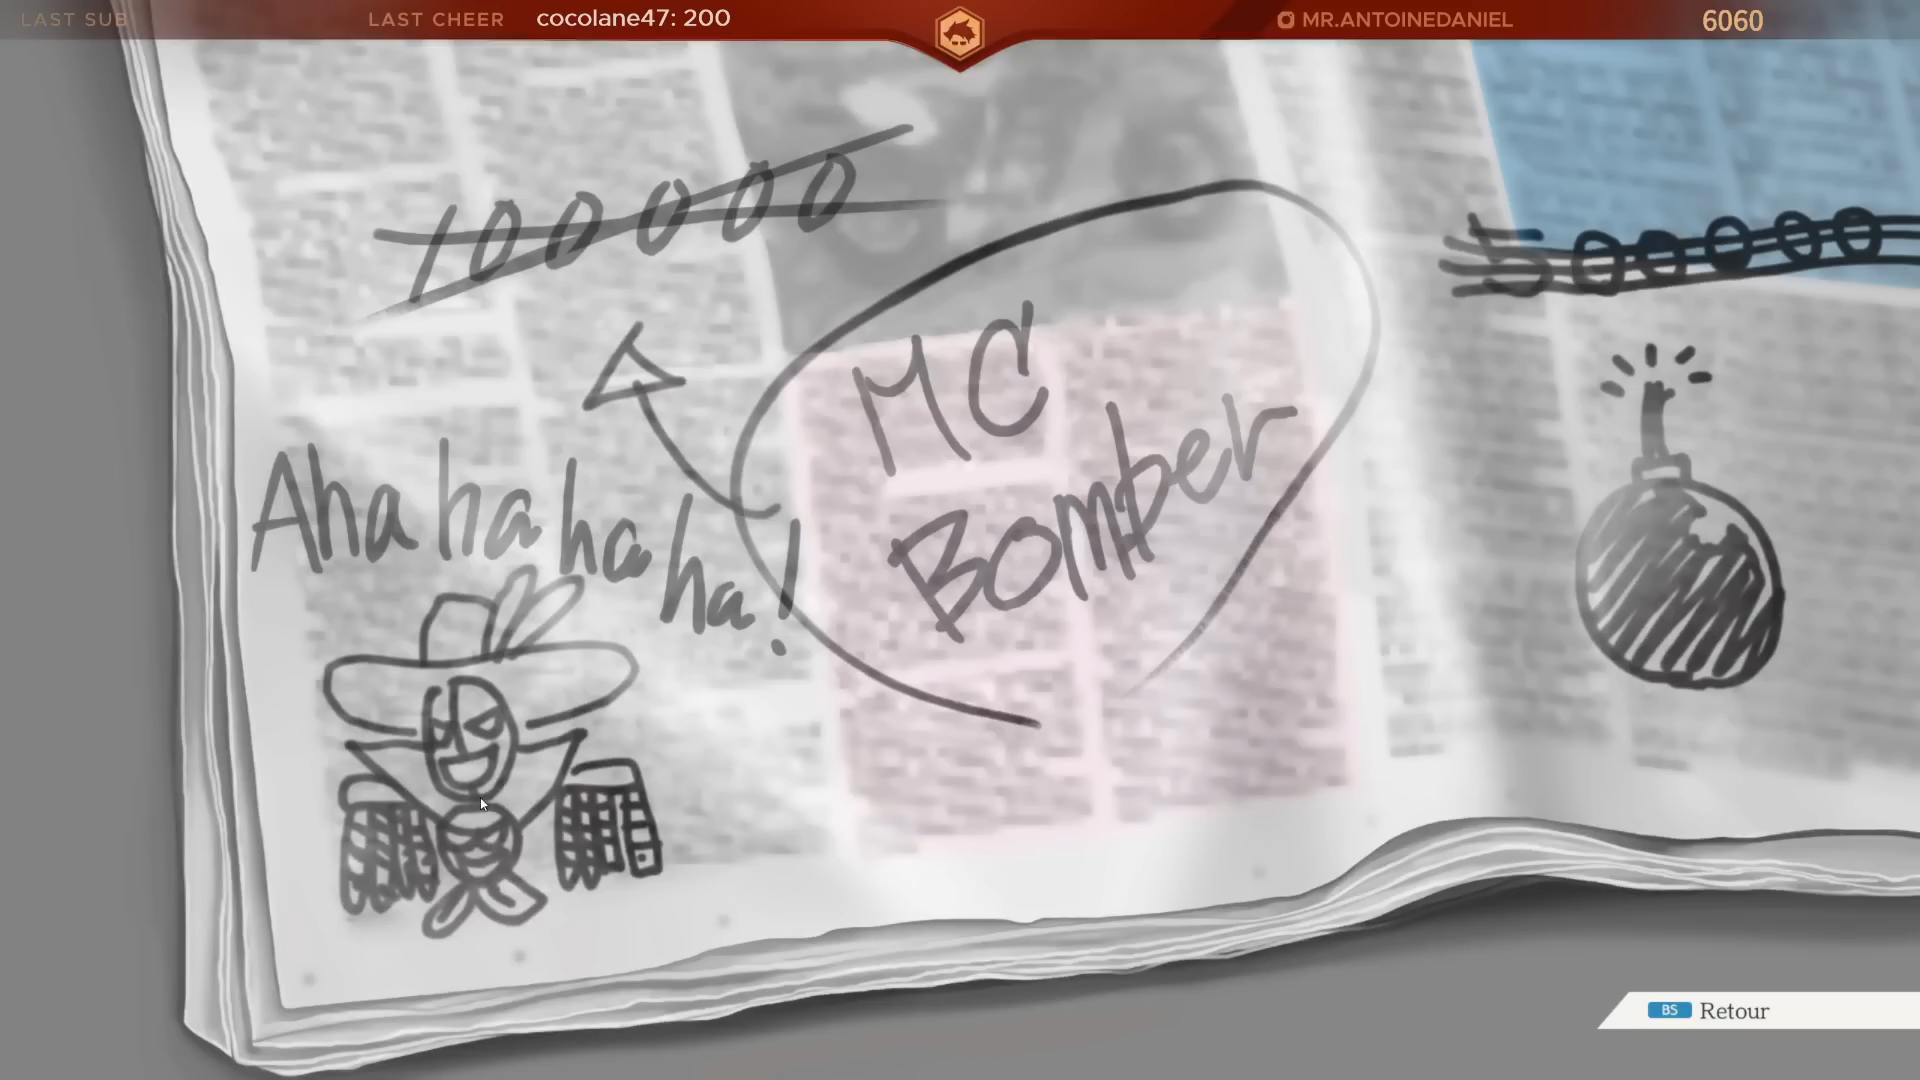 LAST SUB
LAST CHEER cocolane47: 200
MR.ANTOINEDANIEL
6060
100000
500000
MC
Bomber
Ahahahaha!
BS Retour